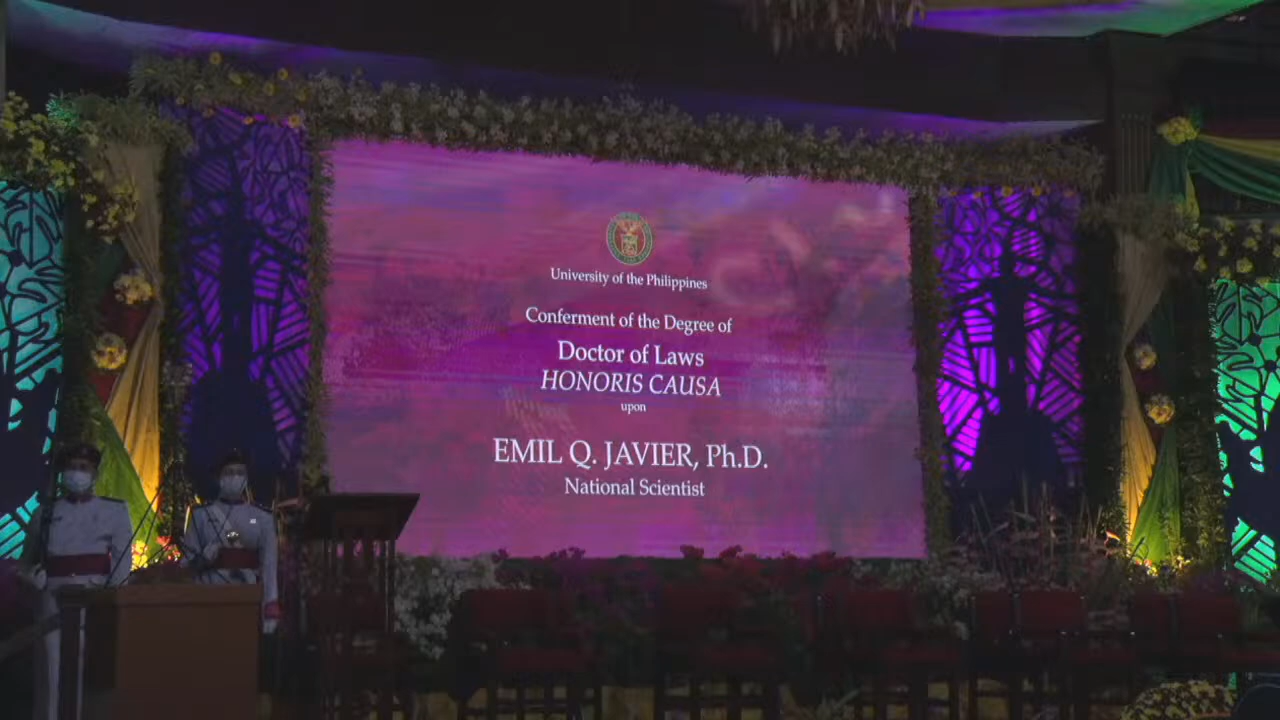 University of the Philippines
Conferment of the Degree of
Doctor of Laws
HONORIS CAUSA
upon
EMIL Q. JAVIER, Ph.D.
National Scientist